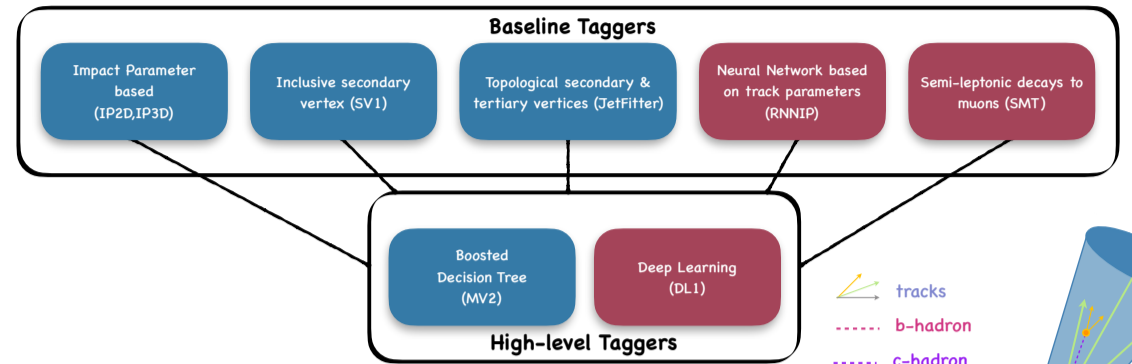 Baseline Taggers
Impact Parameter
based
(IP2D,IP3D)
Inclusive secondary
vertex (SV1)
Topological secondary &
tertiary vertices (JetFitter)
Neural Network based
on track parameters
(RNNIP)
Semi-leptonic decays to
muons (SMT)
Boosted
Decision Tree
(MV2)
Deep Learning
(DL1)
High-level Taggers
tracks
b-hadron
c-hadron